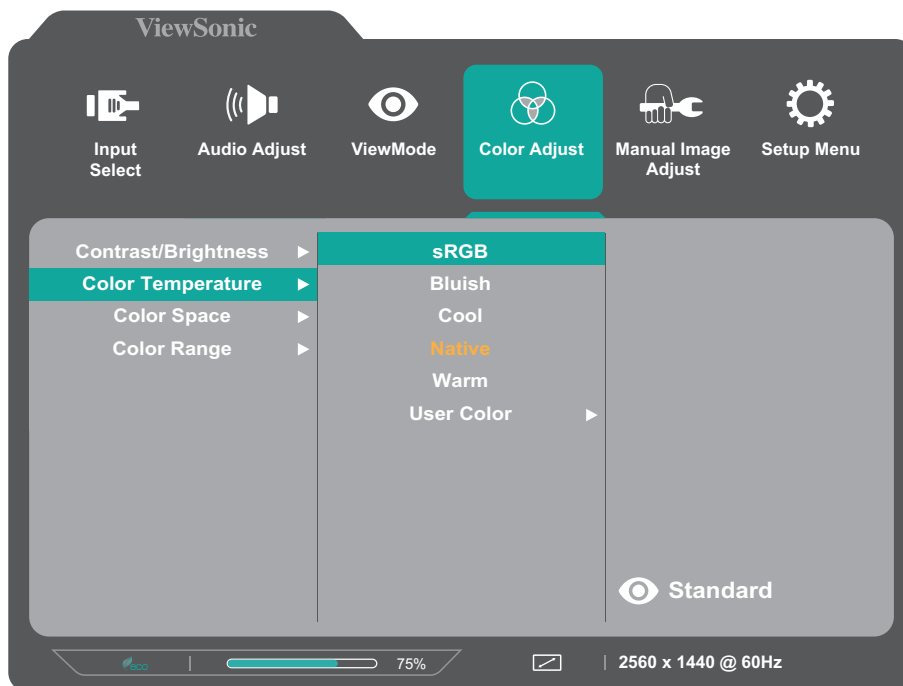 ViewSonic
Input
Select
Audio Adjust
ViewMode
Color Adjust
Manual Image
Adjust
Setup Menu
Contrast/Brightness
Color Temperature
Color Space
Color Range
sRGB
Bluish
Cool
Native
Warm
User Color
Standard
eco
75%
2560 x 1440 @ 60Hz